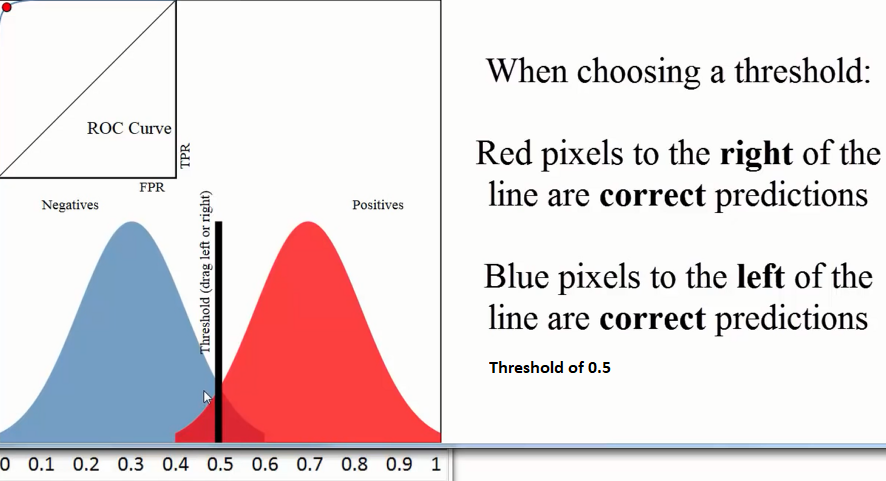 ROC Curve
TPR
FPR
Negatives
Positives
Threshold (drag left or right)
0 0.1 0.2 0.3 0.4 0.5 0.6 0.7 0.8 0.9 1
When choosing a threshold:
Red pixels to the right of the
line are correct predictions
Blue pixels to the left of the
line are correct predictions
Threshold of 0.5